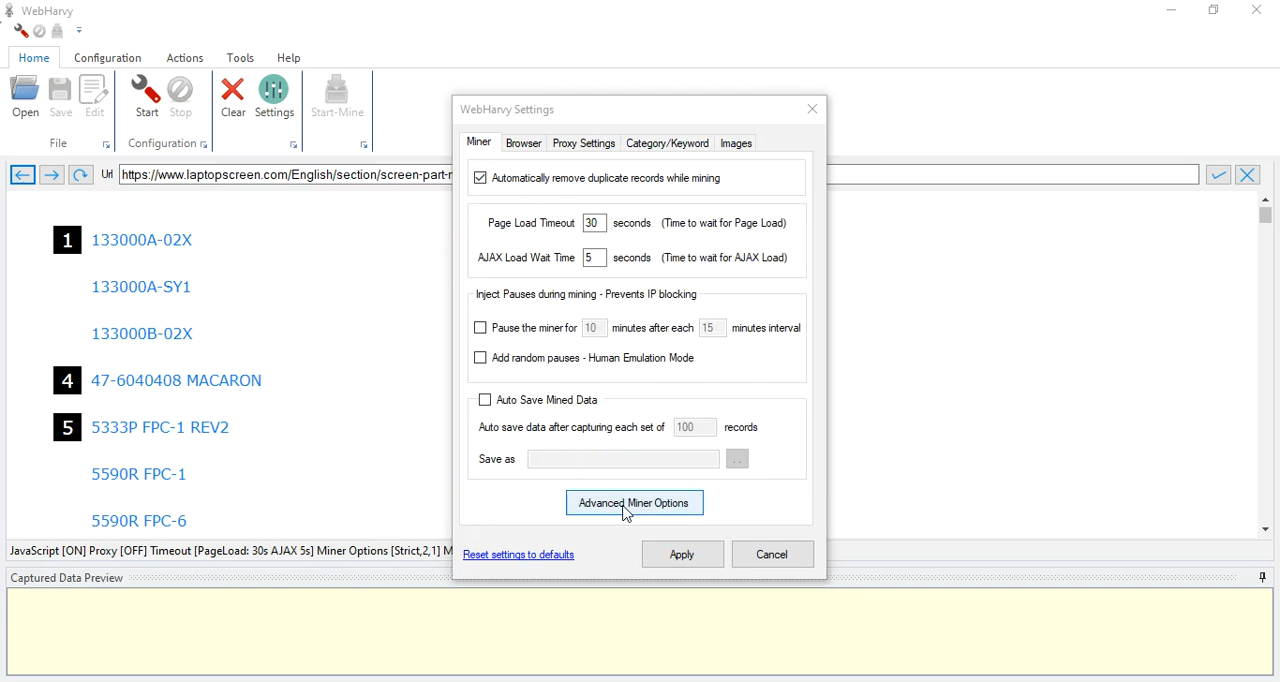 WebHarvy
Home Configuration Actions Tools Help
Open Save Edit Start Stop Clear Settings Start-Mine
File Configuration
Url https://www.laptopscreen.com/English/section/screen-part-n
1 133000A-02X
133000A-SY1
133000B-02X
4 47-6040408 MACARON
5 5333P FPC-1 REV2
5590R FPC-1
5590R FPC-6
JavaScript [ON] Proxy [OFF] Timeout [PageLoad: 30s AJAX 5s] Miner Options [Strict,2,1] M
Captured Data Preview
WebHarvy Settings
Miner Browser Proxy Settings Category/Keyword Images
Automatically remove duplicate records while mining
Page Load Timeout 30 seconds (Time to wait for Page Load)
AJAX Load Wait Time 5 seconds (Time to wait for AJAX Load)
Inject Pauses during mining - Prevents IP blocking
Pause the miner for 10 minutes after each 15 minutes interval
Add random pauses - Human Emulation Mode
Auto Save Mined Data
Auto save data after capturing each set of 100 records
Save as ..
Advanced Miner Options
Reset settings to defaults Apply Cancel